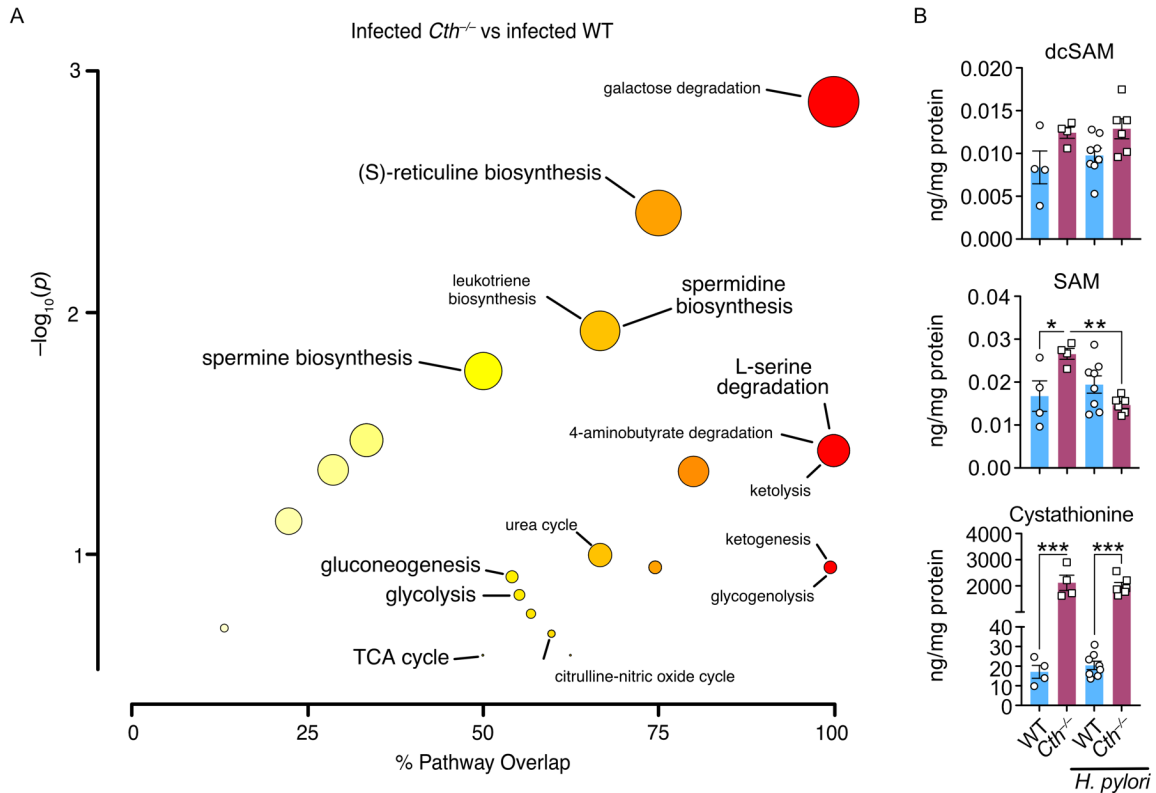 A
Infected Cth–/– vs infected WT
3
2
1
–log10(p)
galactose degradation
(S)-reticuline biosynthesis
leukotriene
biosynthesis
spermidine
biosynthesis
spermine biosynthesis
L-serine
degradation
4-aminobutyrate degradation
ketolysis
urea cycle
ketogenesis
gluconeogenesis
glycolysis
glycogenolysis
TCA cycle
citrulline-nitric oxide cycle
0 25 50 75 100
% Pathway Overlap
B
dcSAM
ng/mg protein
0.020
0.015
0.010
0.005
0.000
SAM
ng/mg protein
0.04
0.03
0.02
0.01
0.00
* **
Cystathionine
ng/mg protein
4000
3000
2000
40
30
20
10
0
*** ***
WT Cth–/– WT Cth–/–
H. pylori